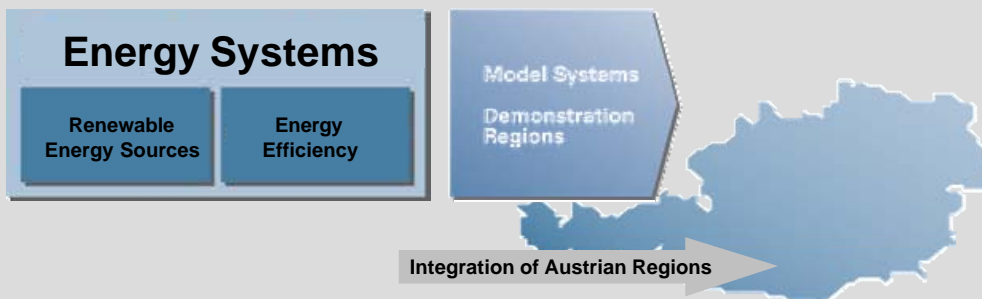 Energy Systems
Renewable
Energy Sources
Energy
Efficiency
Model Systems
Demonstration
Regions
Integration of Austrian Regions